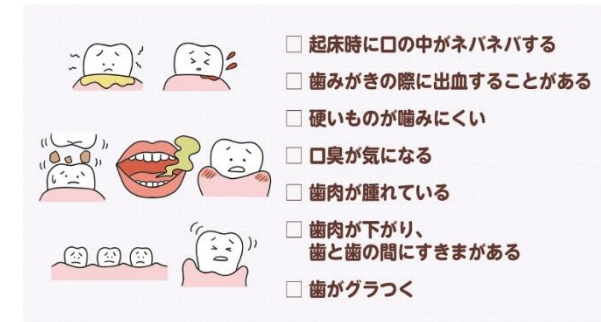 □ 起床時に口の中がネバネバする
□ 歯みがきの際に出血することがある
□ 硬いものが噛みにくい
□ 口臭が気になる
□ 歯肉が腫れている
□ 歯肉が下がり、
歯と歯の間にすきまがある
□ 歯がグラつく